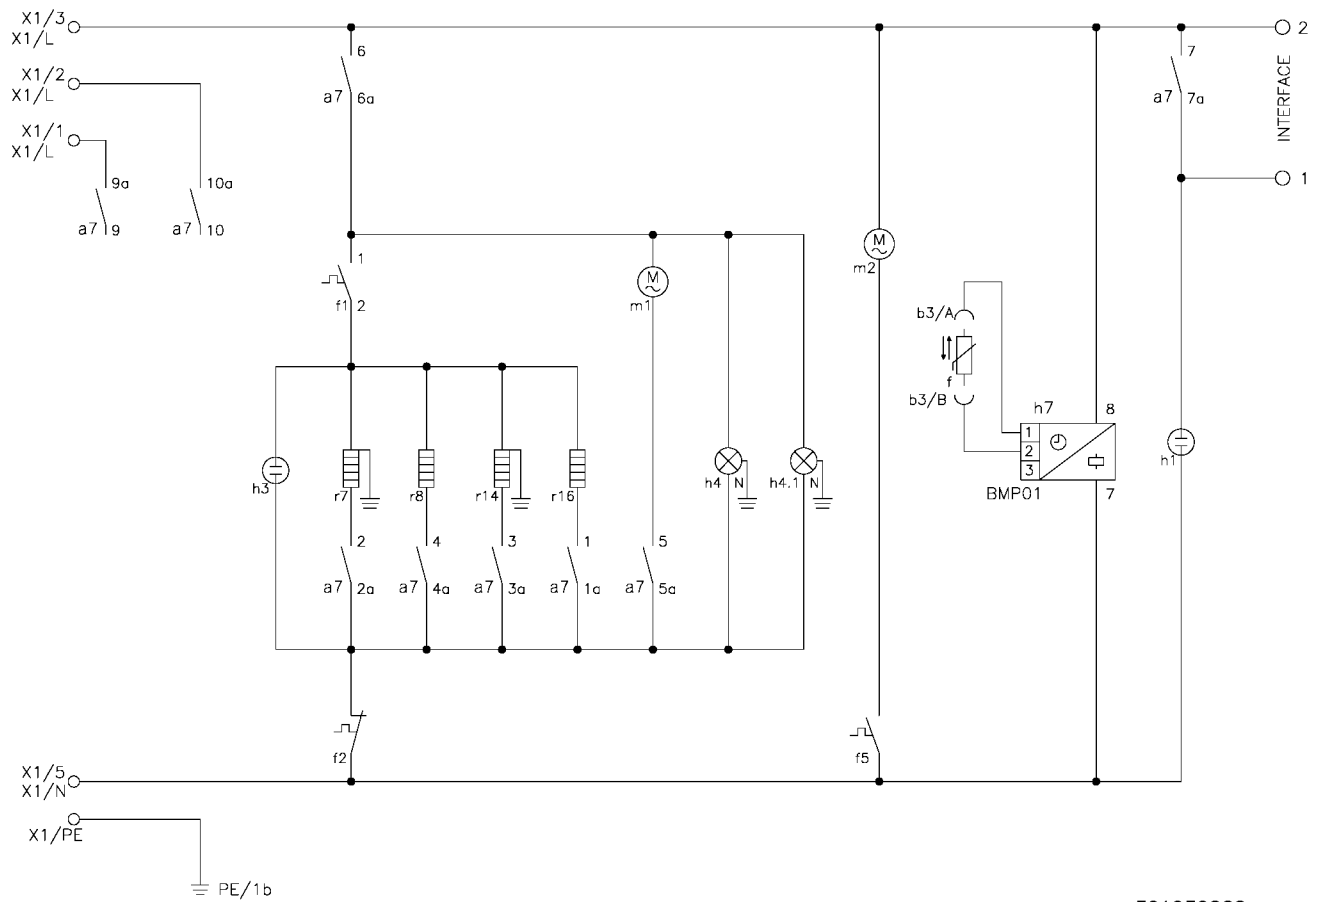 X1/3
X1/L
X1/2
X1/L
X1/1
X1/L
6
a7 6a
7
a7 7a
2
INTERFACE
1
9a
a7 9
10a
a7 10
1
f1 2
M
m1
M
m2
b3/A
f
b3/B
h7 8
1
2
3
BMP01 7
h3
r7
r8
r14
r16
h4 N
h4.1 N
h1
2
a7 2a
4
a7 4a
3
a7 3a
1
a7 1a
5
a7 5a
f2
f5
X1/5
X1/N
X1/PE
PE/1b